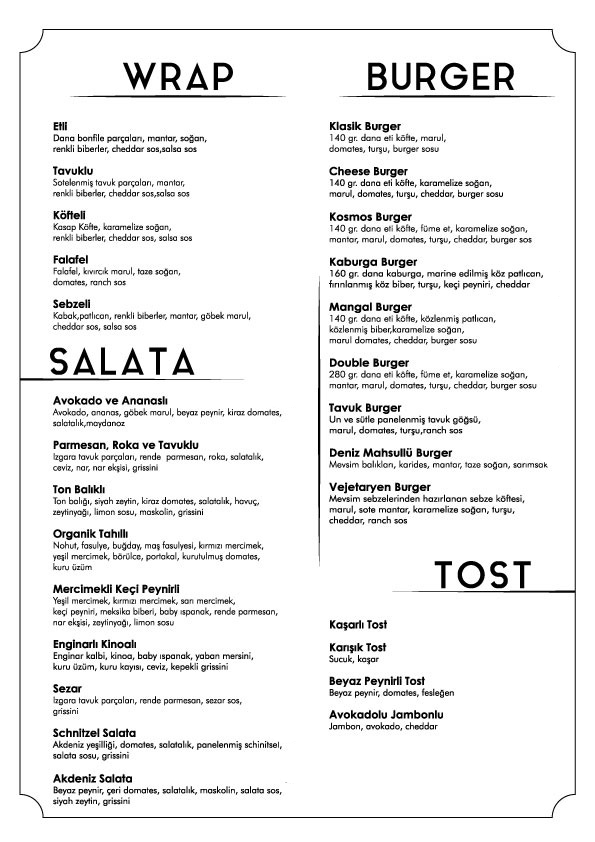 WRAP
Etli
Dana bonfile parçaları, mantar, soğan,
renkli biberler, cheddar sos,salsa sos
Tavuklu
Sotelenmiş tavuk parçaları, mantar,
renkli biberler, cheddar sos,salsa sos
Köfteli
Kasap Köfte, karamelize soğan,
renkli biberler, cheddar sos, salsa sos
Falafel
Falafel, kıvırcık marul, taze soğan,
domates, ranch sos
Sebzeli
Kabak,patlıcan, renkli biberler, mantar, göbek marul,
cheddar sos, salsa sos
SALATA
Avokado ve Ananaslı
Avokado, ananas, göbek marul, beyaz peynir, kiraz domates,
salatalık,maydanoz
Parmesan, Roka ve Tavuklu
Izgara tavuk parçaları, rende parmesan, roka, salatalık,
ceviz, nar, nar ekşisi, grissini
Ton Balıklı
Ton balığı, siyah zeytin, kiraz domates, salatalık, havuç,
zeytinyağı, limon sosu, maskolin, grissini
Organik Tahıllı
Nohut, fasulye, buğday, maş fasulyesi, kırmızı mercimek,
yeşil mercimek, börülce, portakal, kurutulmuş domates,
kuru üzüm
Mercimekli Keçi Peynirli
Yeşil mercimek, kırmızı mercimek, sarı mercimek,
keçi peyniri, meksika biberi, baby ıspanak, rende parmesan,
nar ekşisi, zeytinyağı, limon sosu
Enginarlı Kinoalı
Enginar kalbi, kinoa, baby ıspanak, yaban mersini,
kuru üzüm, kuru kayısı, ceviz, kepekli grissini
Sezar
Izgara tavuk parçaları, rende parmesan, sezar sos,
grissini
Schnitzel Salata
Akdeniz yeşilliği, domates, salatalık, panelenmiş schinitsel,
salata sosu, grissini
Akdeniz Salata
Beyaz peynir, çeri domates, salatalık, maskolin, salata sos,
siyah zeytin, grissini
BURGER
Klasik Burger
140 gr. dana eti köfte, marul,
domates, turşu, burger sosu
Cheese Burger
140 gr. dana eti köfte, karamelize soğan,
marul, domates, turşu, cheddar, burger sosu
Kosmos Burger
140 gr. dana eti köfte, füme et, karamelize soğan,
mantar, marul, domates, turşu, cheddar, burger sos
Kaburga Burger
160 gr. dana kaburga, marine edilmiş köz patlıcan,
fırınlanmış köz biber, turşu, keçi peyniri, cheddar
Mangal Burger
140 gr. dana eti köfte, közlenmiş patlıcan,
közlenmiş biber,karamelize soğan,
marul domates, cheddar, burger sosu
Double Burger
280 gr. dana eti köfte, füme et, karamelize soğan,
mantar, marul, domates, turşu, cheddar, burger sosu
Tavuk Burger
Un ve sütle panelenmiş tavuk göğsü,
marul, domates, turşu,ranch sos
Deniz Mahsullü Burger
Mevsim balıkları, karides, mantar, taze soğan, sarımsak
Vejetaryen Burger
Mevsim sebzelerinden hazırlanan sebze köftesi,
marul, sote mantar, karamelize soğan, turşu,
cheddar, ranch sos
TOST
Kaşarlı Tost
Karışık Tost
Sucuk, kaşar
Beyaz Peynirli Tost
Beyaz peynir, domates, fesleğen
Avokadolu Jambonlu
Jambon, avokado, cheddar